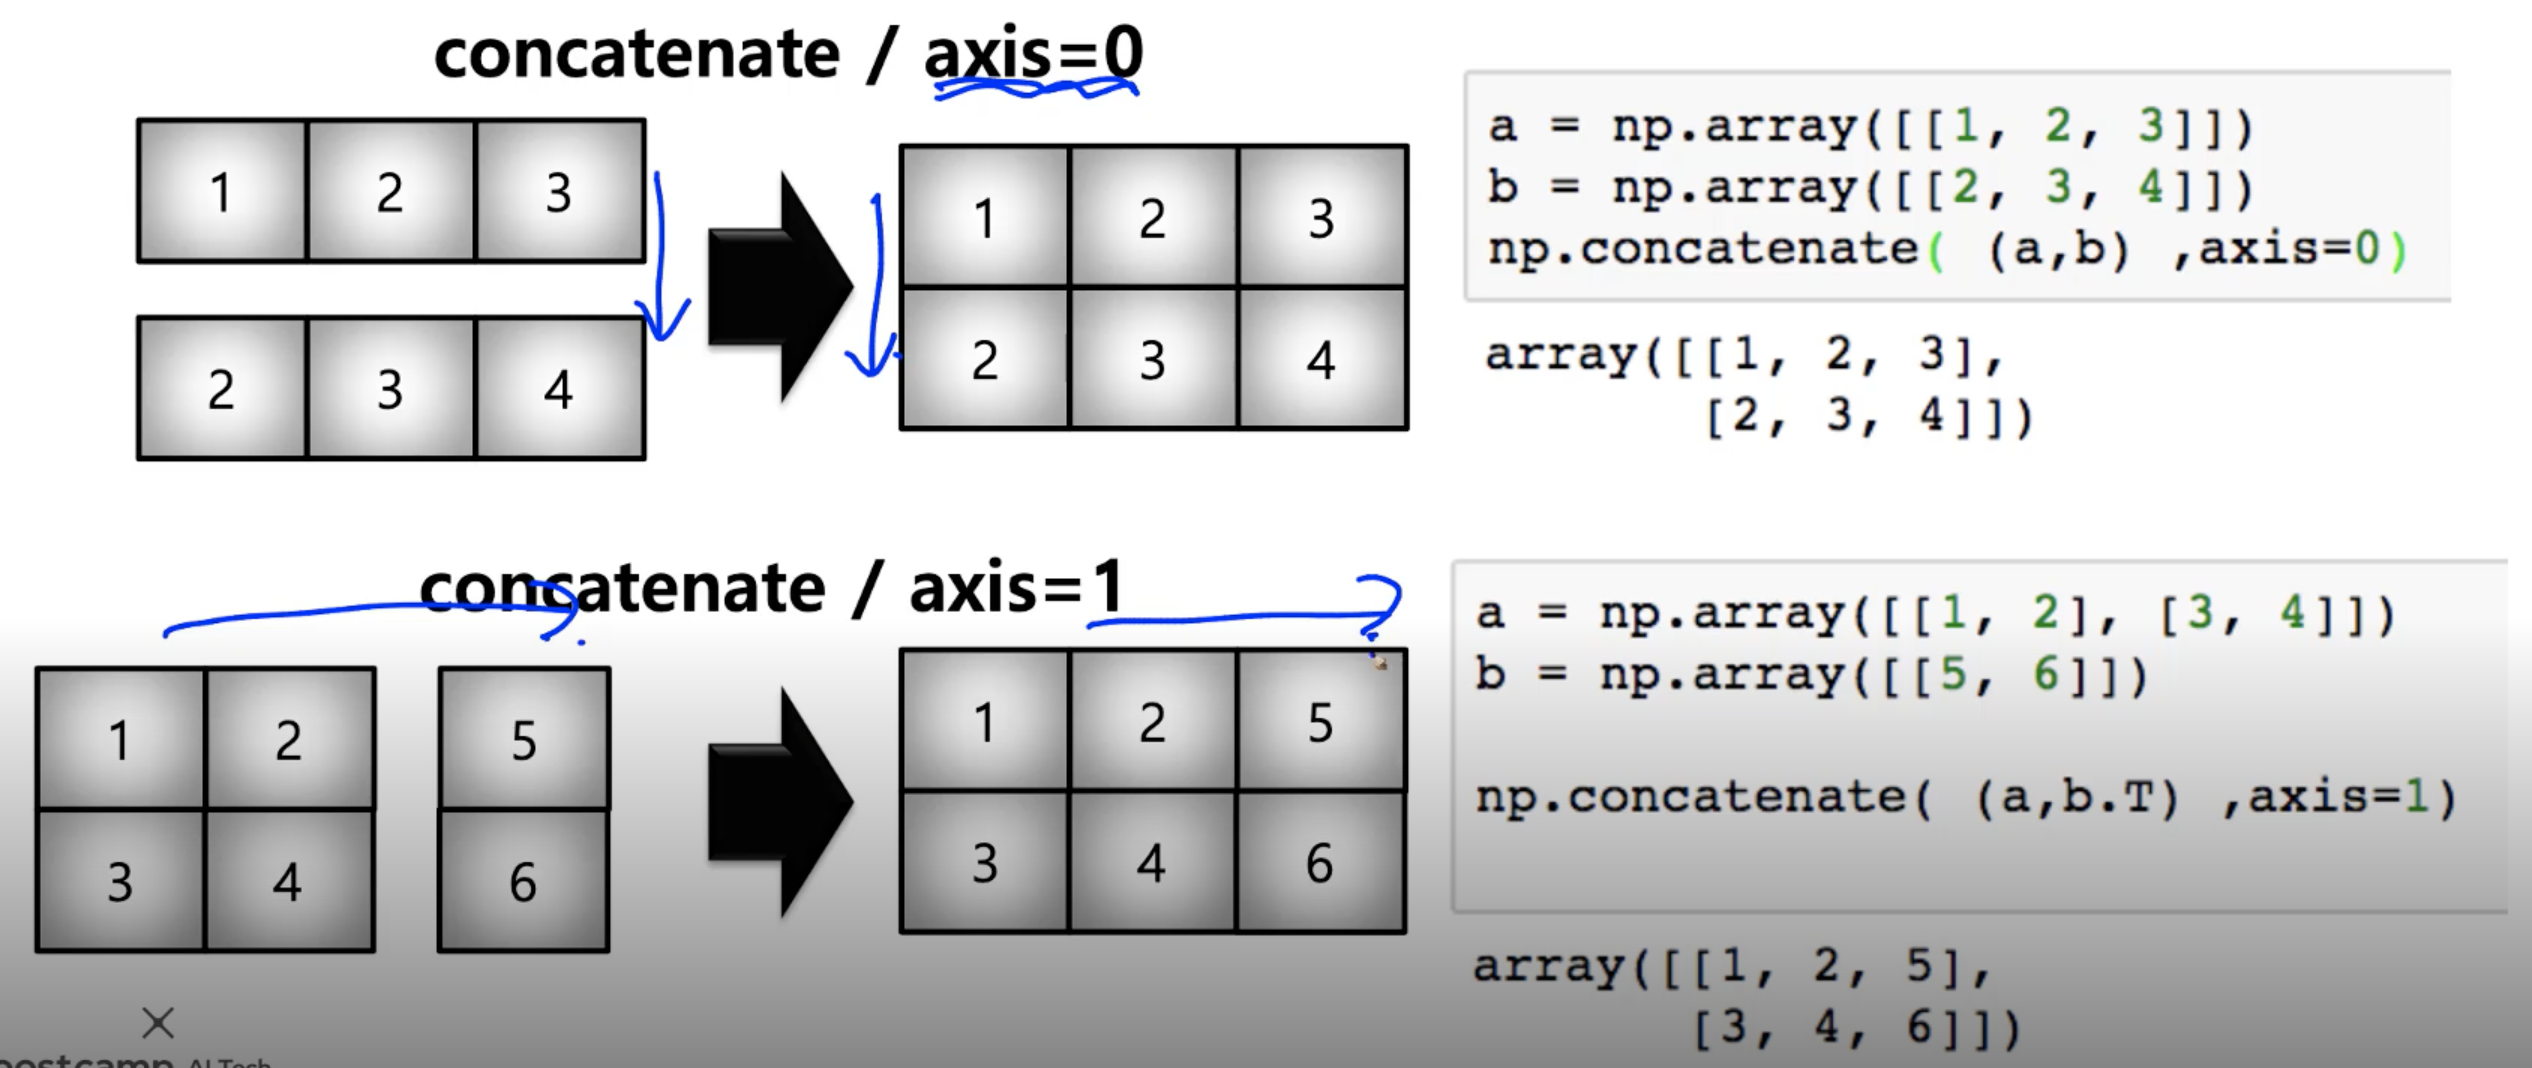 concatenate / axis=0
1 2 3
2 3 4
1 2 3
2 3 4
a = np.array([[1, 2, 3]])
b = np.array([[2, 3, 4]])
np.concatenate( (a,b) ,axis=0)
array([[1, 2, 3],
[2, 3, 4]])
concatenate / axis=1
1 2
3 4
5
6
1 2 5
3 4 6
a = np.array([[1, 2], [3, 4]])
b = np.array([[5, 6]])
np.concatenate( (a,b.T) ,axis=1)
array([[1, 2, 5],
[3, 4, 6]])
AI Tech